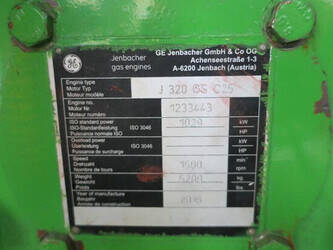 GE Jenbacher GmbH & Co OG
Jenbacher
gas engines
Achenseestraße 1-3
A-6200 Jenbach (Austria)
Engine type
Motor Typ
Moteur modèle
J 320 GS C25
Engine no.
Motor Nr
Moteur numéro
1233443
ISO standard power
ISO-Standardleistung
Puissance normale ISO
ISO 3046
1029
kW
HP
Overload power
Überleistung
Puissance de surcharge
ISO 3046
kW
HP
Speed
Drehzahl
Nombre de tours
1500
min
rpm
Weight
Gewicht
Poids
5200
kg
lbs
Year of manufacture
Baujahr
Année de construction